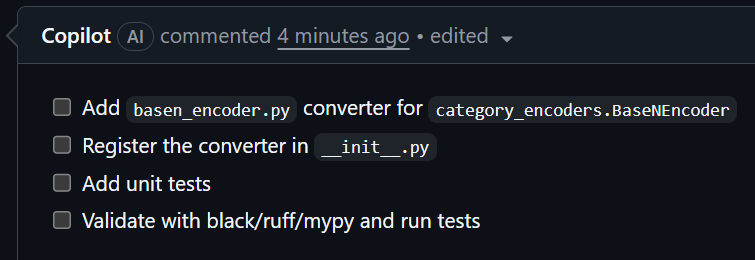 Copilot AI commented 4 minutes ago • edited
Add basen_encoder.py converter for category_encoders.BaseNEncoder
Register the converter in __init__.py
Add unit tests
Validate with black/ruff/mypy and run tests